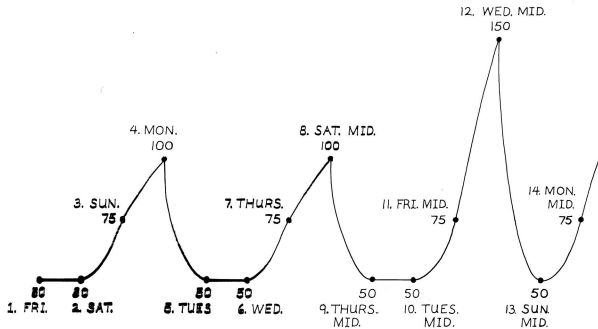 12. WED. MID.
150
4. MON.
100
8. SAT. MID.
100
3. SUN.
75
7. THURS.
75
11. FRI. MID.
75
14. MON.
MID.
75
50
1. FRI.
50
2. SAT.
50
5. TUES
50
6. WED.
50
9. THURS.
MID.
50
10. TUES.
MID.
50
13. SUN.
MID.